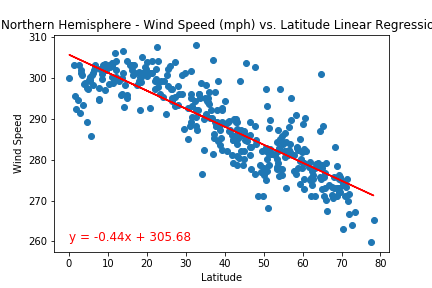 Northern Hemisphere - Wind Speed (mph) vs. Latitude Linear Regressio
310
300
290
280
270
260
Wind Speed
y = -0.44x + 305.68
0 10 20 30 40 50 60 70 80
Latitude